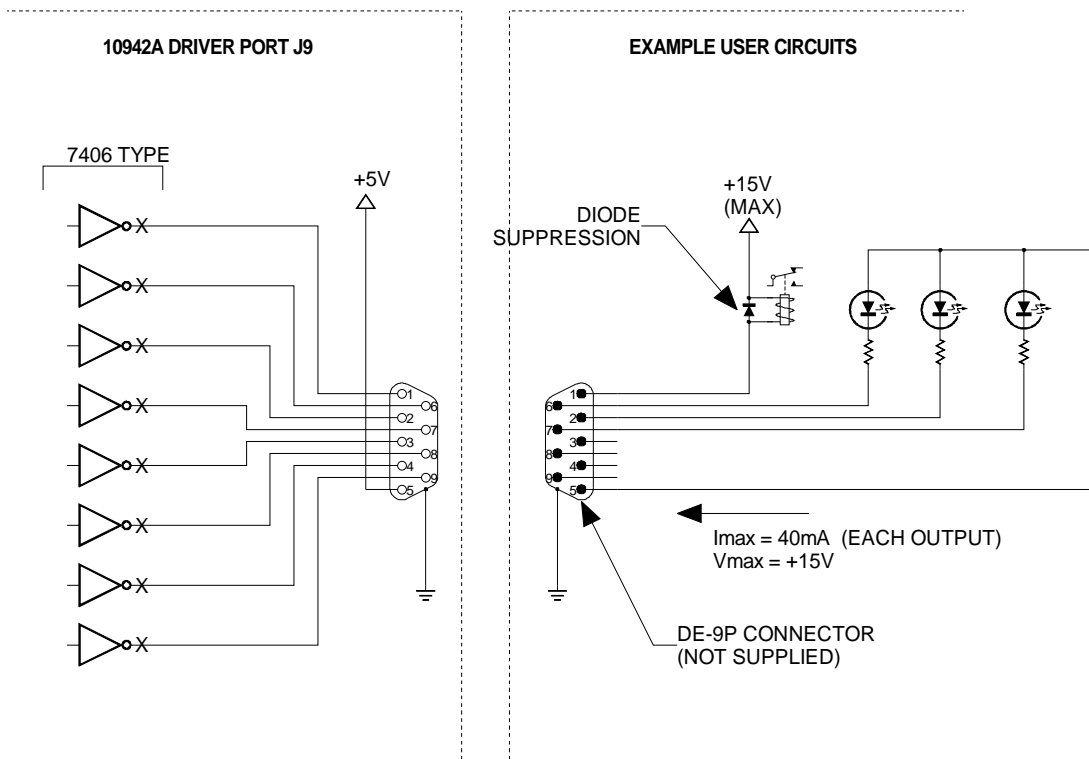 10942A DRIVER PORT J9
EXAMPLE USER CIRCUITS
7406 TYPE
+5V
X
X
X
X
X
X
X
X
1
6
2
7
3
8
4
9
5
+15V
(MAX)
DIODE
SUPPRESSION
1
6
2
7
3
8
4
9
5
Imax = 40mA (EACH OUTPUT)
Vmax = +15V
DE-9P CONNECTOR
(NOT SUPPLIED)